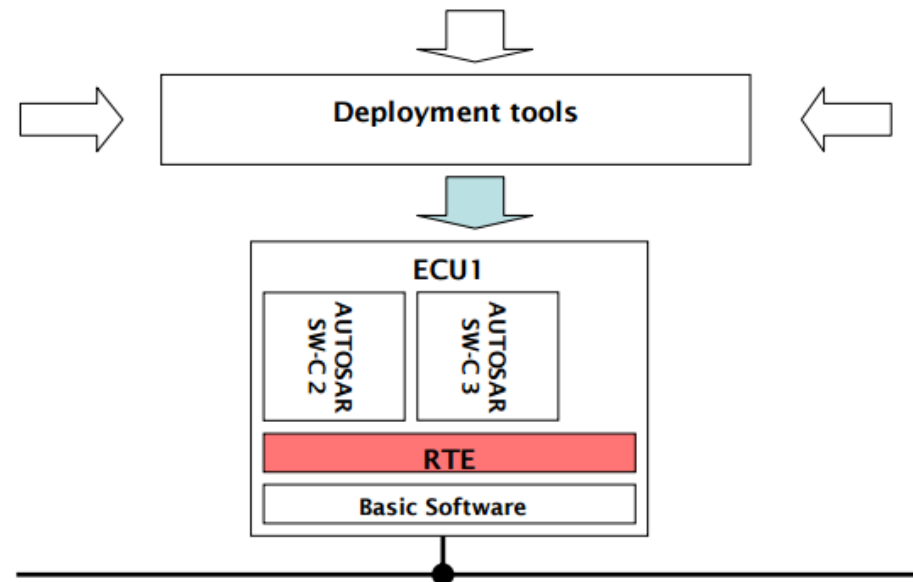 Deployment tools
ECU1
AUTOSAR
SW-C 2
AUTOSAR
SW-C 3
RTE
Basic Software